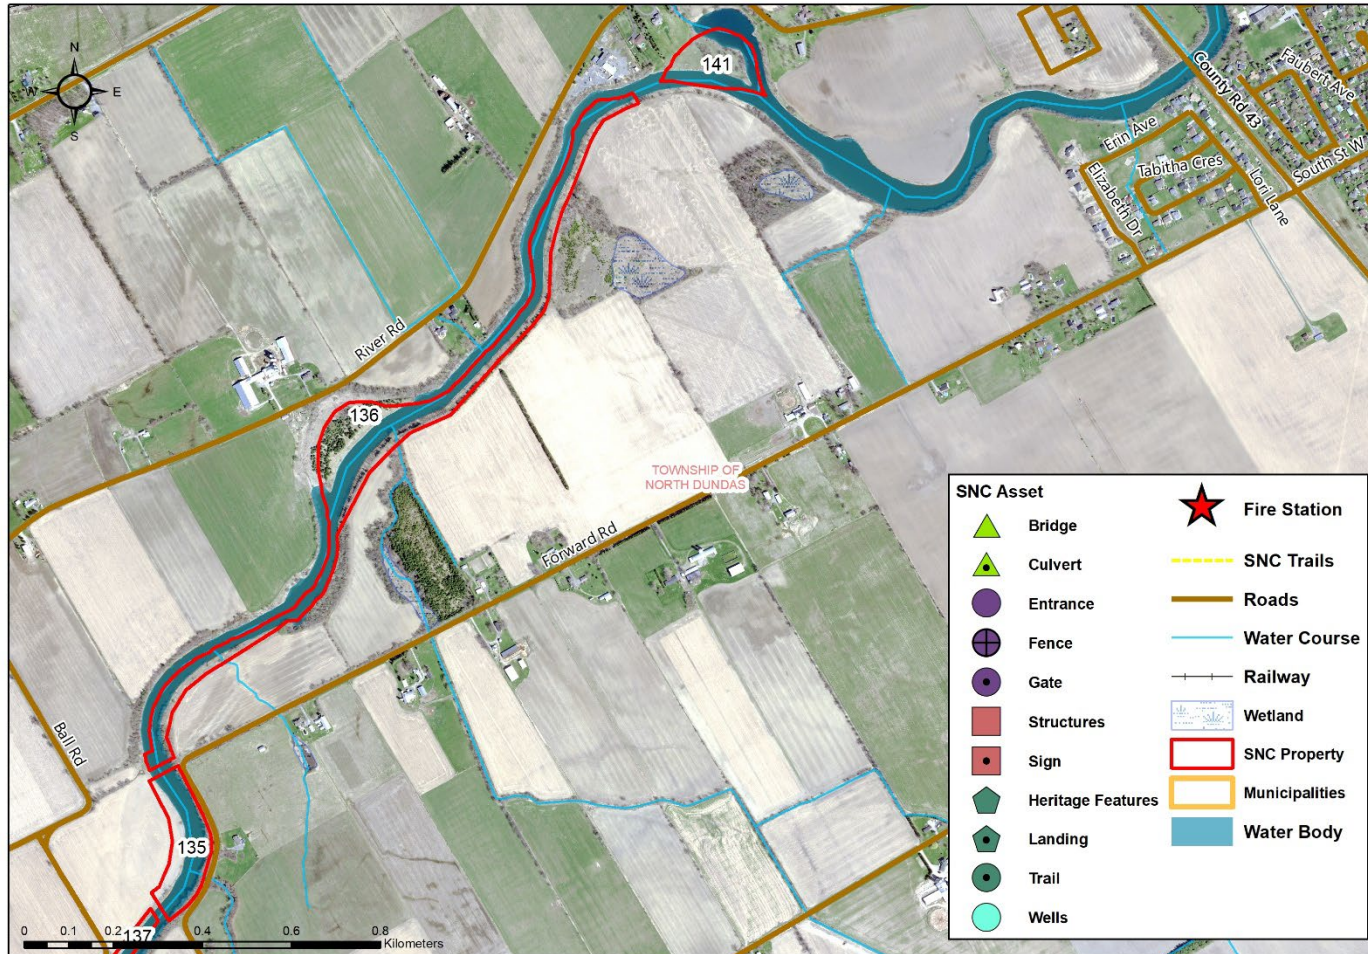 N
W E
S
141
County Rd 43
Faubert Ave
Erin Ave
Tabitha Cres
South St W
Elizabeth Dr
Lori Lane
River Rd
136
TOWNSHIP OF
NORTH DUNDAS
Forward Rd
Ball Rd
135
137
0 0.1 0.2 0.4 0.6 0.8
Kilometers
SNC Asset
Bridge
Culvert
Entrance
Fence
Gate
Structures
Sign
Heritage Features
Landing
Trail
Wells
Fire Station
SNC Trails
Roads
Water Course
Railway
Wetland
SNC Property
Municipalities
Water Body